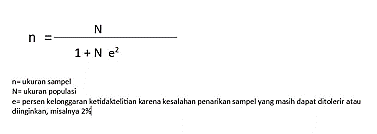 n = N
1 + N e²
n= ukuran sampel
N= ukuran populasi
e= persen kelonggaran ketidaktelitian karena kesalahan penarikan sampel yang masih dapat ditolerir atau
diinginkan, misalnya 2%